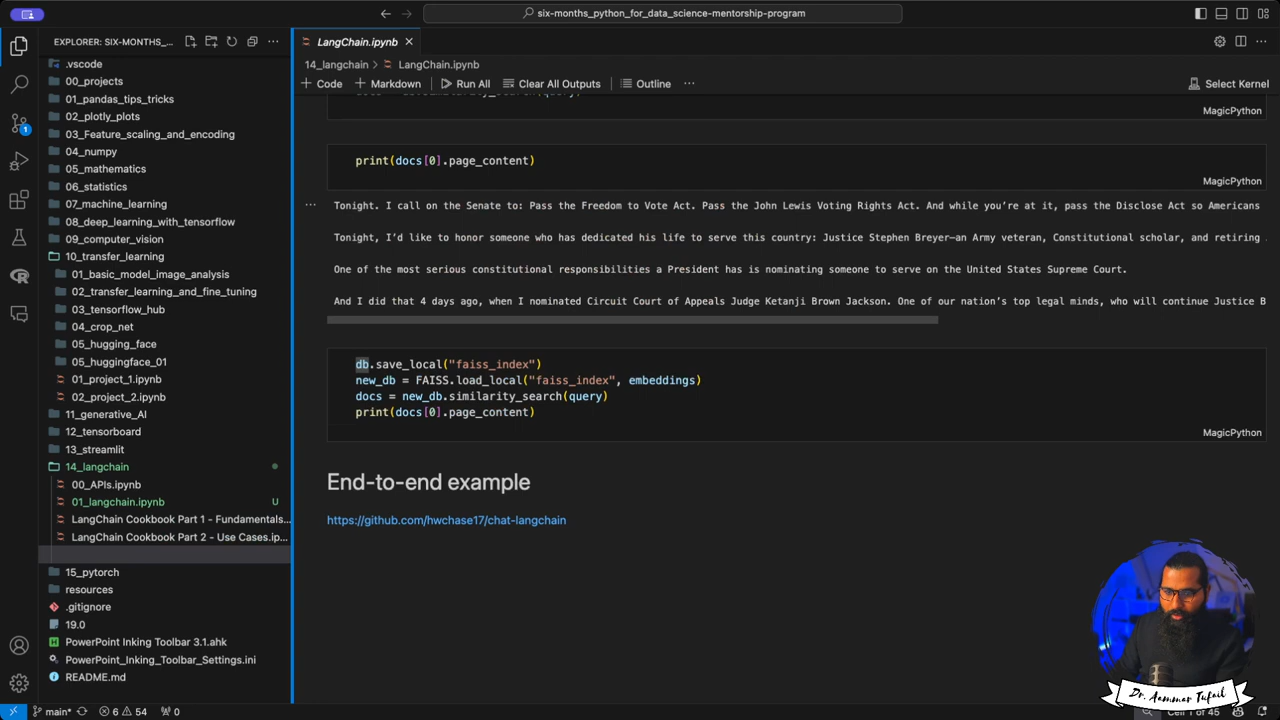 six-months_python_for_data_science-mentorship-program
EXPLORER: SIX-MONTHS_...
.vscode
00_projects
01_pandas_tips_tricks
02_plotly_plots
03_Feature_scaling_and_encoding
04_numpy
05_mathematics
06_statistics
07_machine_learning
08_deep_learning_with_tensorflow
09_computer_vision
10_transfer_learning
01_basic_model_image_analysis
02_transfer_learning_and_fine_tuning
03_tensorflow_hub
04_crop_net
05_hugging_face
05_huggingface_01
01_project_1.ipynb
02_project_2.ipynb
11_generative_AI
12_tensorboard
13_streamlit
14_langchain
00_APIs.ipynb
01_langchain.ipynb U
LangChain Cookbook Part 1 - Fundamentals...
LangChain Cookbook Part 2 - Use Cases.ip...
15_pytorch
resources
.gitignore
19.0
PowerPoint Inking Toolbar 3.1.ahk
PowerPoint_Inking_Toolbar_Settings.ini
README.md
LangChain.ipynb
14_langchain > LangChain.ipynb
+ Code + Markdown Run All Clear All Outputs Outline ... Select Kernel
MagicPython
print(docs[0].page_content)
MagicPython
Tonight. I call on the Senate to: Pass the Freedom to Vote Act. Pass the John Lewis Voting Rights Act. And while you're at it, pass the Disclose Act so Americans
Tonight, I'd like to honor someone who has dedicated his life to serve this country: Justice Stephen Breyer—an Army veteran, Constitutional scholar, and retiring
One of the most serious constitutional responsibilities a President has is nominating someone to serve on the United States Supreme Court.
And I did that 4 days ago, when I nominated Circuit Court of Appeals Judge Ketanji Brown Jackson. One of our nation's top legal minds, who will continue Justice B
db.save_local("faiss_index")
new_db = FAISS.load_local("faiss_index", embeddings)
docs = new_db.similarity_search(query)
print(docs[0].page_content)
MagicPython
End-to-end example
https://github.com/hwchase17/chat-langchain
Dr. Aammar Tufail
main* 6 54 0
Cell 1 of 45